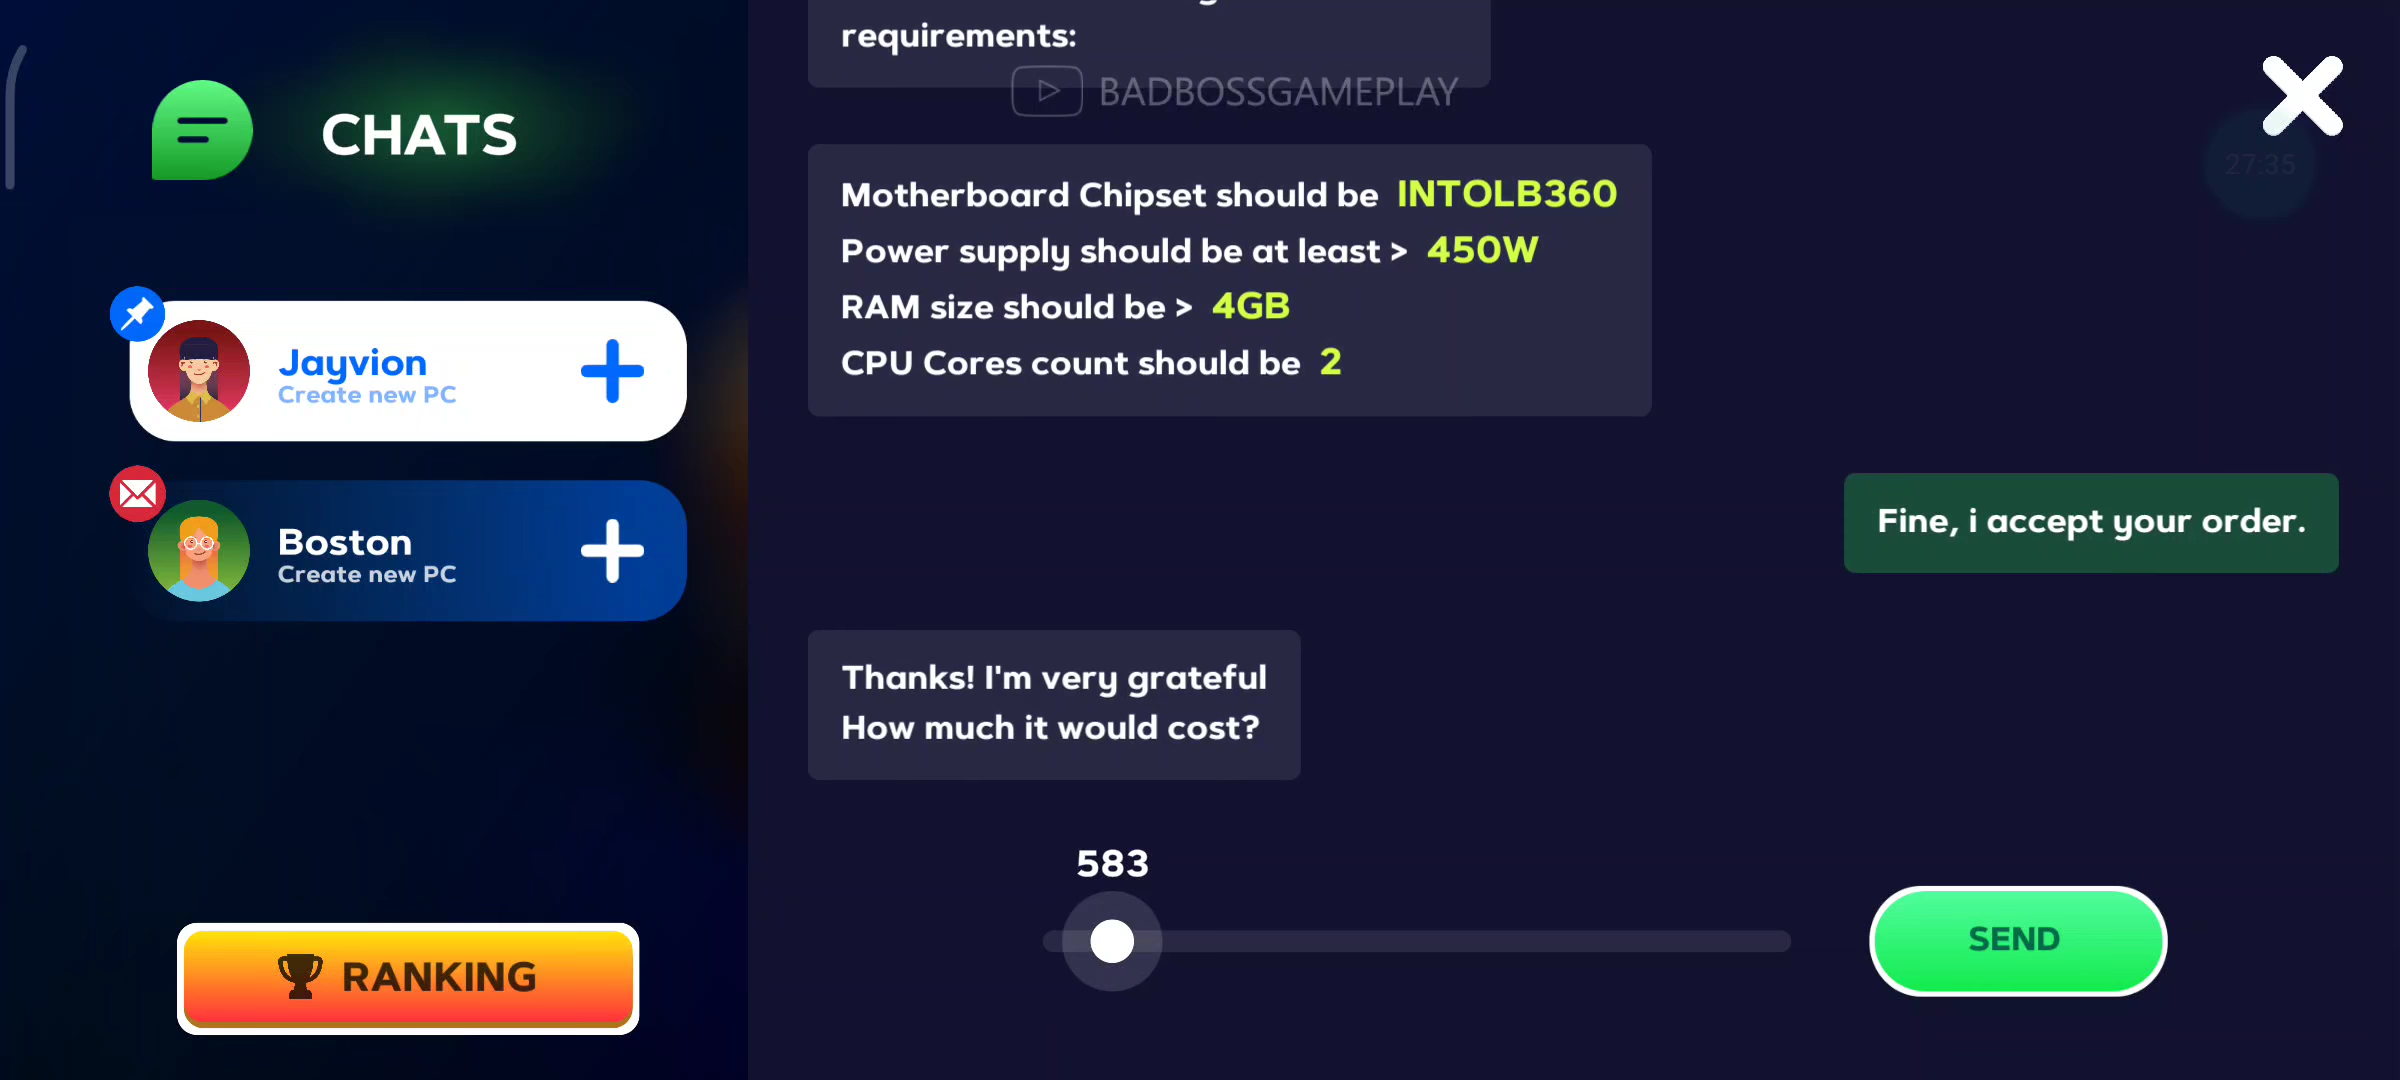 requirements:
BADBOSSGAMEPLAY
CHATS
27:35
Motherboard Chipset should be INTOLB360
Power supply should be at least > 450W
RAM size should be > 4GB
CPU Cores count should be 2
Jayvion
Create new PC
Boston
Create new PC
Fine, i accept your order.
Thanks! I'm very grateful
How much it would cost?
583
SEND
RANKING